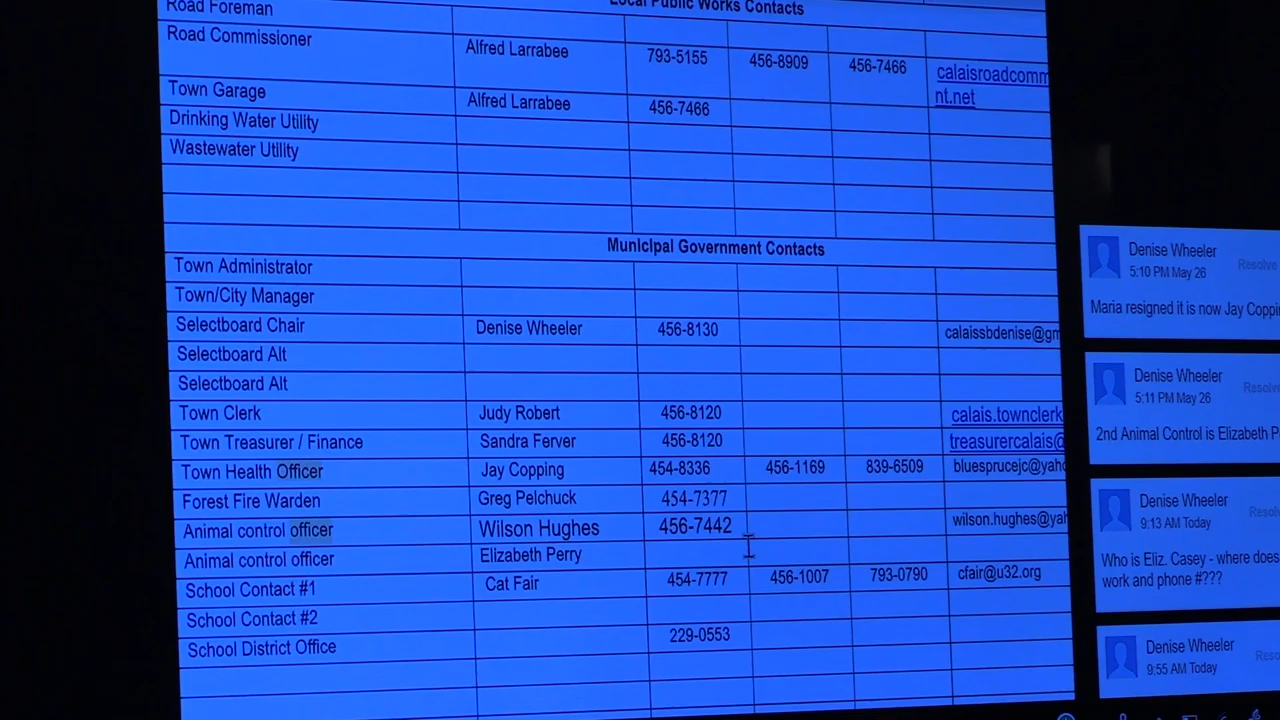 Local Public Works Contacts
Road Foreman
Road Commissioner Alfred Larrabee 793-5155 456-8909 456-7466 calaisroadcomm
nt.net
Town Garage Alfred Larrabee 456-7466
Drinking Water Utility
Wastewater Utility
Municipal Government Contacts
Town Administrator
Town/City Manager
Selectboard Chair Denise Wheeler 456-8130 calaissbdenise@gm
Selectboard Alt
Selectboard Alt
Town Clerk Judy Robert 456-8120 calais.townclerk
Town Treasurer / Finance Sandra Ferver 456-8120 treasurercalais@
Town Health Officer Jay Copping 454-8336 456-1169 839-6509 bluesprucejc@yaho
Forest Fire Warden Greg Pelchuck 454-7377
Animal control officer Wilson Hughes 456-7442 wilson.hughes@yah
Animal control officer Elizabeth Perry
School Contact #1 Cat Fair 454-7777 456-1007 793-0790 cfair@u32.org
School Contact #2
School District Office 229-0553
Denise Wheeler
5:10 PM May 26 Resolve
Maria resigned it is now Jay Coppi
Denise Wheeler
5:11 PM May 26 Resolve
2nd Animal Control is Elizabeth P
Denise Wheeler
9:13 AM Today Resol
Who is Eliz. Casey - where does
work and phone #???
Denise Wheeler
9:55 AM Today Reso